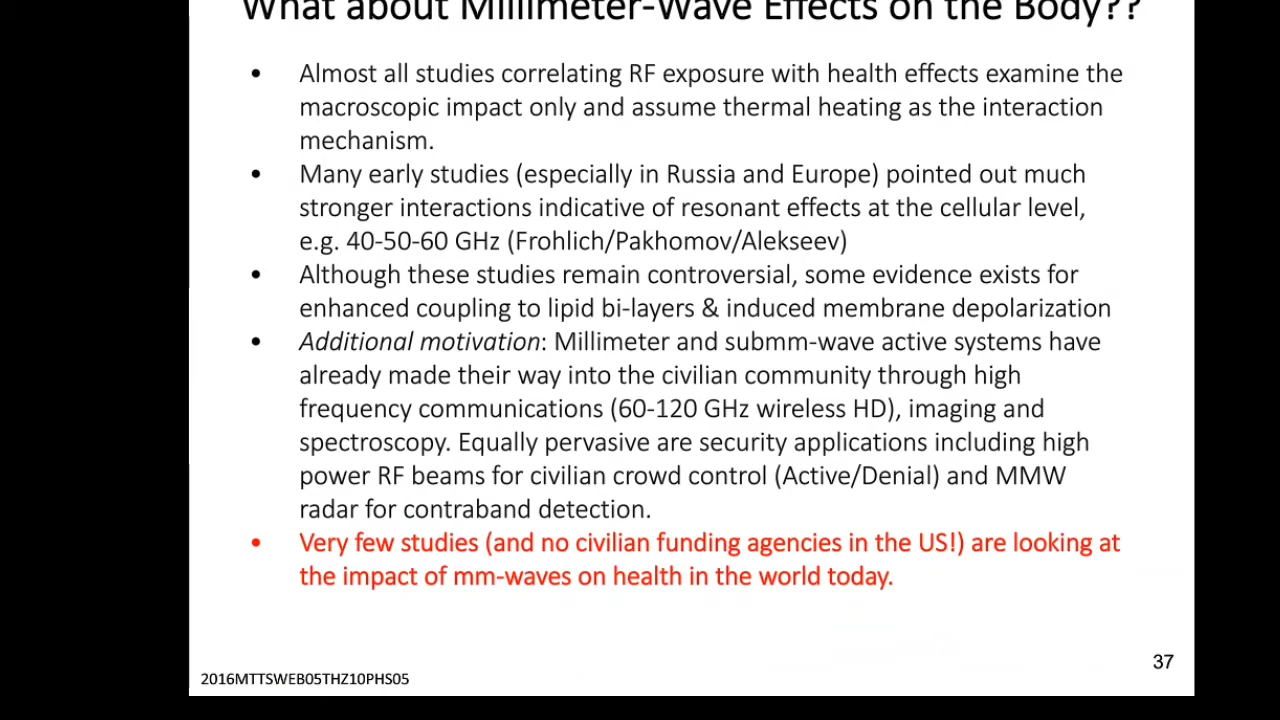 What about Millimeter-Wave Effects on the Body??
• Almost all studies correlating RF exposure with health effects examine the
macroscopic impact only and assume thermal heating as the interaction
mechanism.
• Many early studies (especially in Russia and Europe) pointed out much
stronger interactions indicative of resonant effects at the cellular level,
e.g. 40-50-60 GHz (Frohlich/Pakhomov/Alekseev)
• Although these studies remain controversial, some evidence exists for
enhanced coupling to lipid bi-layers & induced membrane depolarization
• Additional motivation: Millimeter and submm-wave active systems have
already made their way into the civilian community through high
frequency communications (60-120 GHz wireless HD), imaging and
spectroscopy. Equally pervasive are security applications including high
power RF beams for civilian crowd control (Active/Denial) and MMW
radar for contraband detection.
• Very few studies (and no civilian funding agencies in the US!) are looking at
the impact of mm-waves on health in the world today.
37
2016MTTSWEB05THZ10PHS05